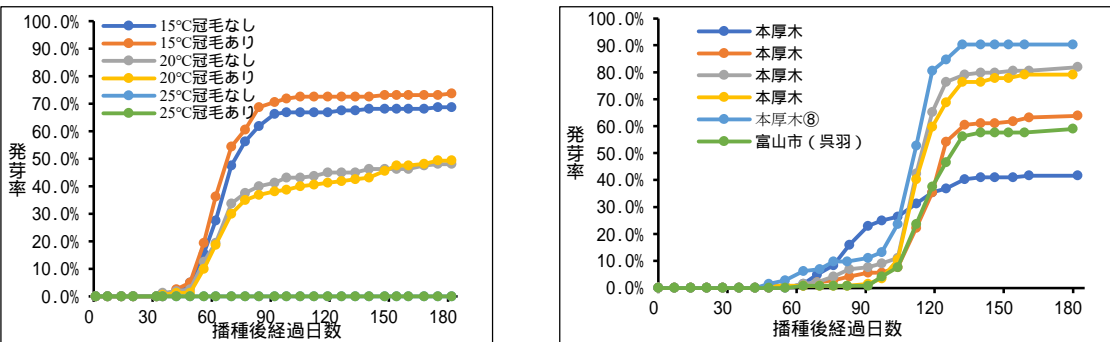 100.0%
90.0%
80.0%
70.0%
60.0%
50.0%
40.0%
30.0%
20.0%
10.0%
0.0%
発芽率
15℃冠毛なし
15℃冠毛あり
20℃冠毛なし
20℃冠毛あり
25℃冠毛なし
25℃冠毛あり
0 30 60 90 120 150 180
播種後経過日数
100.0%
90.0%
80.0%
70.0%
60.0%
50.0%
40.0%
30.0%
20.0%
10.0%
0.0%
発芽率
本厚木
本厚木
本厚木
本厚木
本厚木⑧
富山市（呉羽）
0 30 60 90 120 150 180
播種後経過日数